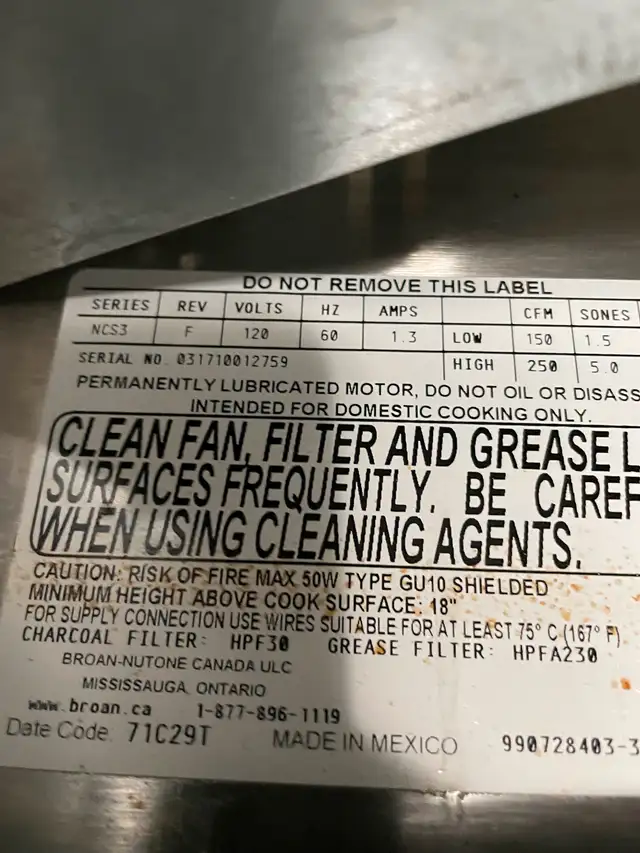 DO NOT REMOVE THIS LABEL
SERIES REV VOLTS HZ AMPS CFM SONES
NCS3 F 120 60 1.3 LOW 150 1.5
SERIAL NO. 031710012759 HIGH 250 5.0
PERMANENTLY LUBRICATED MOTOR, DO NOT OIL OR DISASS
INTENDED FOR DOMESTIC COOKING ONLY.
CLEAN FAN, FILTER AND GREASE L
SURFACES FREQUENTLY. BE CAREF
WHEN USING CLEANING AGENTS.
CAUTION: RISK OF FIRE MAX 50W TYPE GU10 SHIELDED
MINIMUM HEIGHT ABOVE COOK SURFACE: 18"
FOR SUPPLY CONNECTION USE WIRES SUITABLE FOR AT LEAST 75° C (167° F)
CHARCOAL FILTER: HPF30 GREASE FILTER: HPFA230
BROAN-NUTONE CANADA ULC
MISSISSAUGA, ONTARIO
www.broan.ca 1-877-896-1119
Date Code: 71C29T MADE IN MEXICO 990728403-3